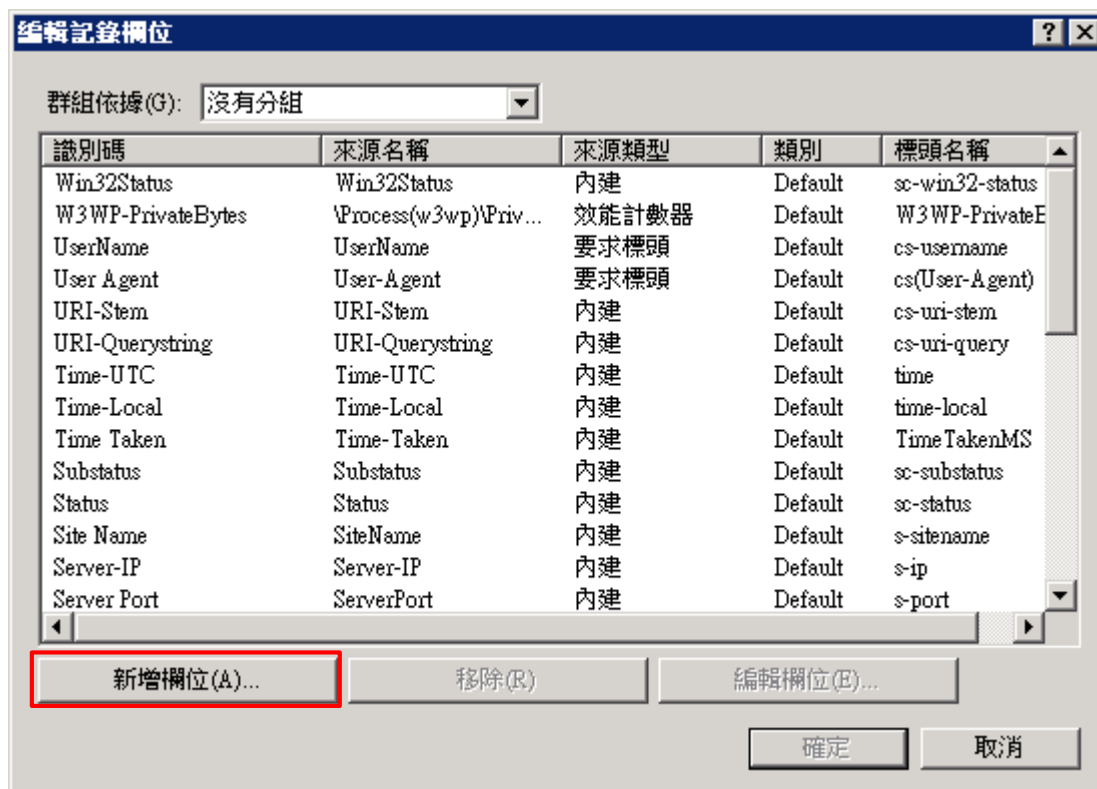 編輯記錄欄位
群組依據(G): 沒有分組
識別碼 來源名稱 來源類型 類別 標頭名稱
Win32Status Win32Status 內建 Default sc-win32-status
W3WP-PrivateBytes \Process(w3wp)\Priv... 效能計數器 Default W3WP-PrivateE
UserName UserName 要求標頭 Default cs-username
User Agent User-Agent 要求標頭 Default cs(User-Agent)
URI-Stem URI-Stem 內建 Default cs-uri-stem
URI-Querystring URI-Querystring 內建 Default cs-uri-query
Time-UTC Time-UTC 內建 Default time
Time-Local Time-Local 內建 Default time-local
Time Taken Time-Taken 內建 Default TimeTakenMS
Substatus Substatus 內建 Default sc-substatus
Status Status 內建 Default sc-status
Site Name SiteName 內建 Default s-sitename
Server-IP Server-IP 內建 Default s-ip
Server Port ServerPort 內建 Default s-port
新增欄位(A)... 移除(R) 編輯欄位(E)...
確定 取消